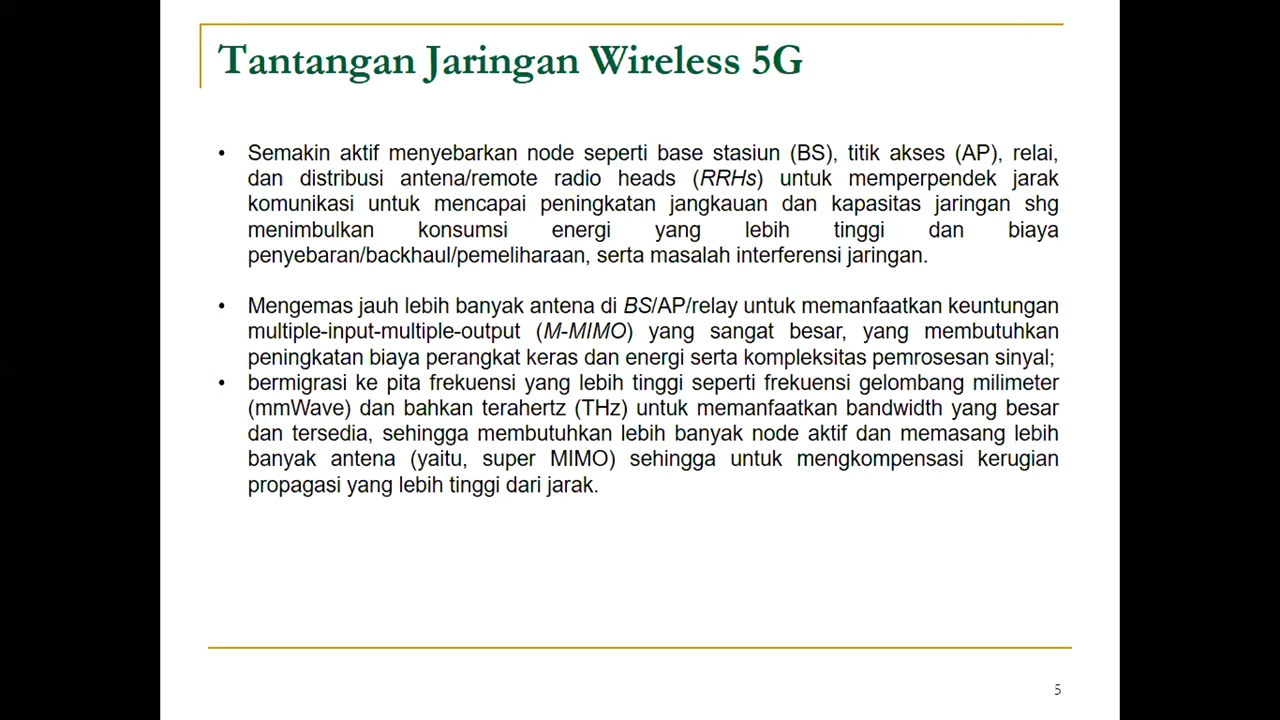 Tantangan Jaringan Wireless 5G
• Semakin aktif menyebarkan node seperti base stasiun (BS), titik akses (AP), relai,
dan distribusi antena/remote radio heads (RRHs) untuk memperpendek jarak
komunikasi untuk mencapai peningkatan jangkauan dan kapasitas jaringan shg
menimbulkan konsumsi energi yang lebih tinggi dan biaya
penyebaran/backhaul/pemeliharaan, serta masalah interferensi jaringan.
• Mengemas jauh lebih banyak antena di BS/AP/relay untuk memanfaatkan keuntungan
multiple-input-multiple-output (M-MIMO) yang sangat besar, yang membutuhkan
peningkatan biaya perangkat keras dan energi serta kompleksitas pemrosesan sinyal;
• bermigrasi ke pita frekuensi yang lebih tinggi seperti frekuensi gelombang milimeter
(mmWave) dan bahkan terahertz (THz) untuk memanfaatkan bandwidth yang besar
dan tersedia, sehingga membutuhkan lebih banyak node aktif dan memasang lebih
banyak antena (yaitu, super MIMO) sehingga untuk mengkompensasi kerugian
propagasi yang lebih tinggi dari jarak.
5